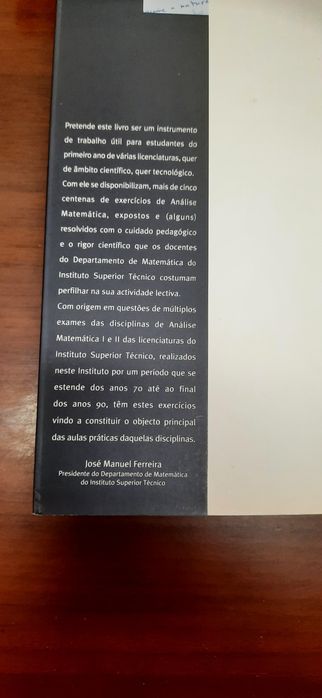 Pretende este livro ser um instrumento
de trabalho útil para estudantes do
primeiro ano de várias licenciaturas, quer
de âmbito científico, quer tecnológico.
Com ele se disponibilizam, mais de cinco
centenas de exercícios de Análise
Matemática, expostos e (alguns)
resolvidos com o cuidado pedagógico
e o rigor científico que os docentes
do Departamento de Matemática do
Instituto Superior Técnico costumam
perfilhar na sua actividade lectiva.
Com origem em questões de múltiplos
exames das disciplinas de Análise
Matemática I e II das licenciaturas do
Instituto Superior Técnico, realizados
neste Instituto por um período que se
estende dos anos 70 até ao final
dos anos 90, têm estes exercícios
vindo a constituir o objecto principal
das aulas práticas daquelas disciplinas.
José Manuel Ferreira
Presidente do Departamento de Matemática
do Instituto Superior Técnico